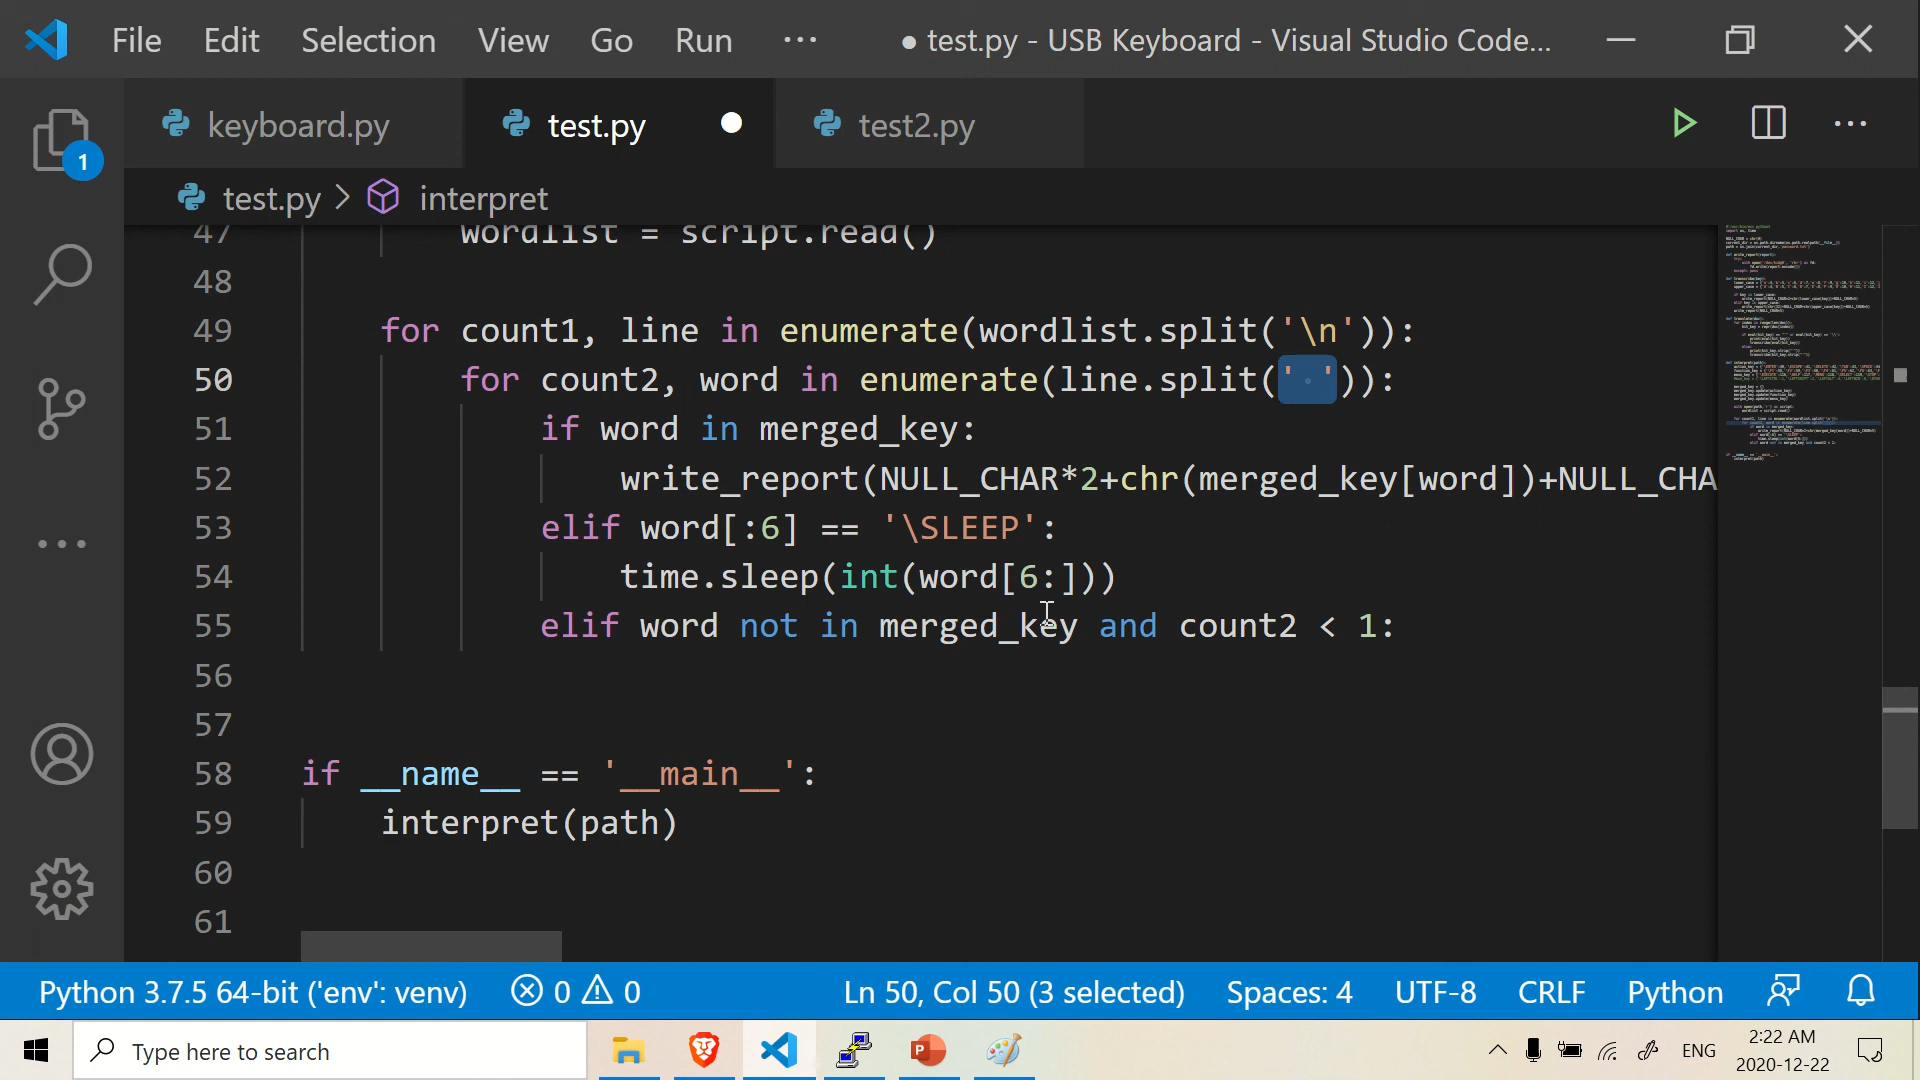 File Edit Selection View Go Run ··· ● test.py - USB Keyboard - Visual Studio Code...
keyboard.py test.py test2.py
1
test.py > interpret
47 wordlist = script.read()
48
49 for count1, line in enumerate(wordlist.split('\n')):
50 for count2, word in enumerate(line.split(' ')):
51 if word in merged_key:
52 write_report(NULL_CHAR*2+chr(merged_key[word])+NULL_CHA
53 elif word[:6] == '\SLEEP':
54 time.sleep(int(word[6:]))
55 elif word not in merged_key and count2 < 1:
56
57
58 if __name__ == '__main__':
59 interpret(path)
60
61
Python 3.7.5 64-bit ('env': venv) 0 0 Ln 50, Col 50 (3 selected) Spaces: 4 UTF-8 CRLF Python
Type here to search ENG 2:22 AM
2020-12-22